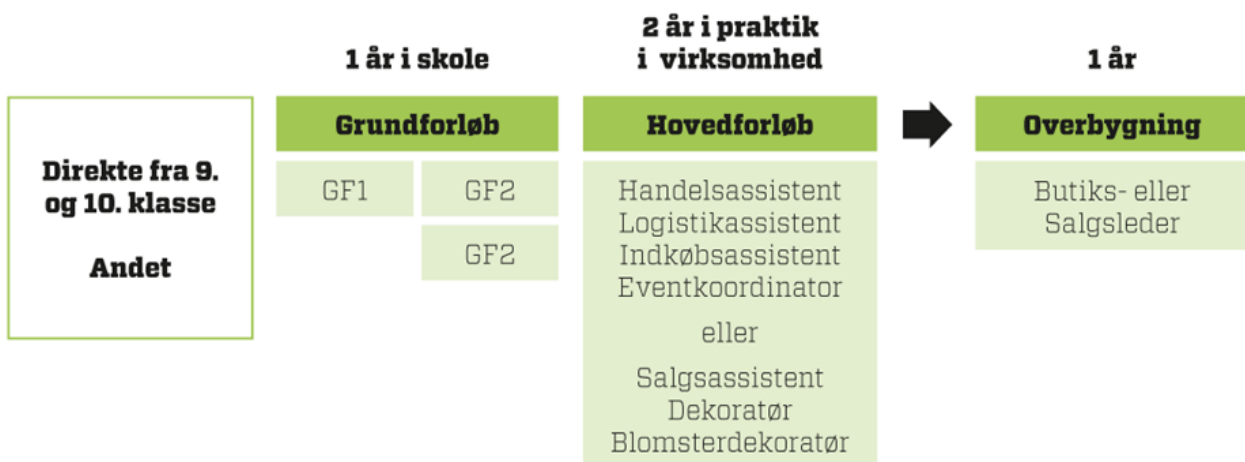 1 år i skole
2 år i praktik
i virksomhed
1 år
Direkte fra 9.
og 10. klasse
Andet
Grundforløb
GF1
GF2
GF2
Hovedforløb
Handelsassistent
Logistikassistent
Indkøbsassistent
Eventkoordinator
eller
Salgsassistent
Dekoratør
Blomsterdekoratør
Overbygning
Butiks- eller
Salgsleder